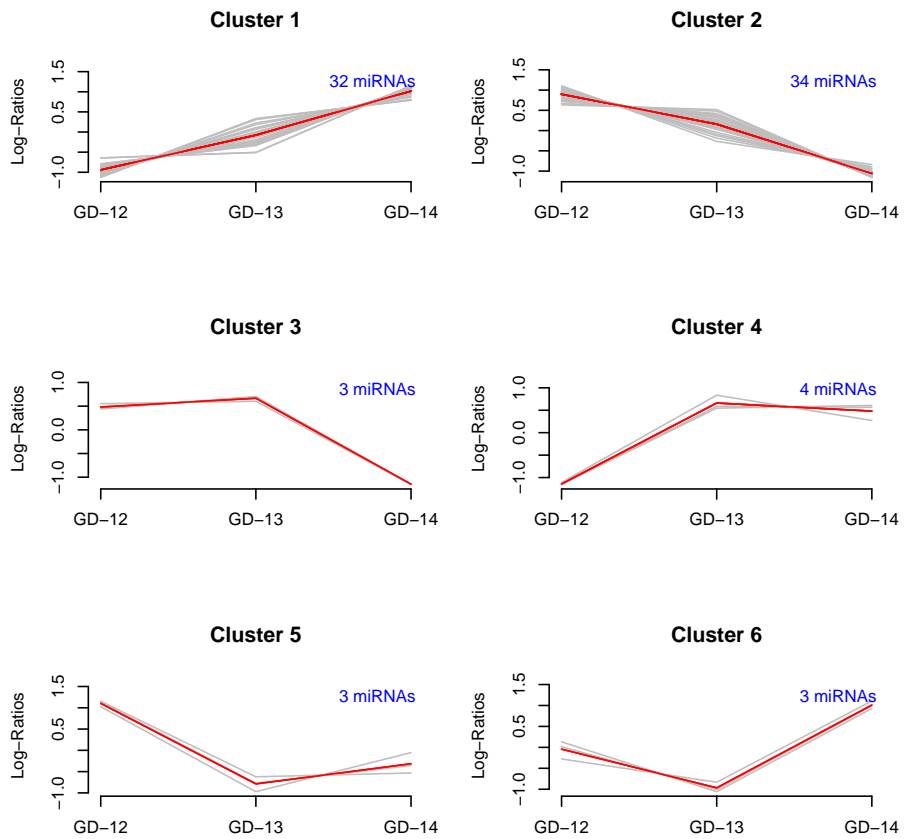 Cluster 1
32 miRNAs
Log−Ratios
1.5
0.5
−1.0
GD−12 GD−13 GD−14
Cluster 2
34 miRNAs
Log−Ratios
1.5
0.5
−1.0
GD−12 GD−13 GD−14
Cluster 3
3 miRNAs
Log−Ratios
1.0
0.0
−1.0
GD−12 GD−13 GD−14
Cluster 4
4 miRNAs
Log−Ratios
1.0
0.0
−1.0
GD−12 GD−13 GD−14
Cluster 5
3 miRNAs
Log−Ratios
1.5
0.5
−1.0
GD−12 GD−13 GD−14
Cluster 6
3 miRNAs
Log−Ratios
1.5
0.5
−1.0
GD−12 GD−13 GD−14